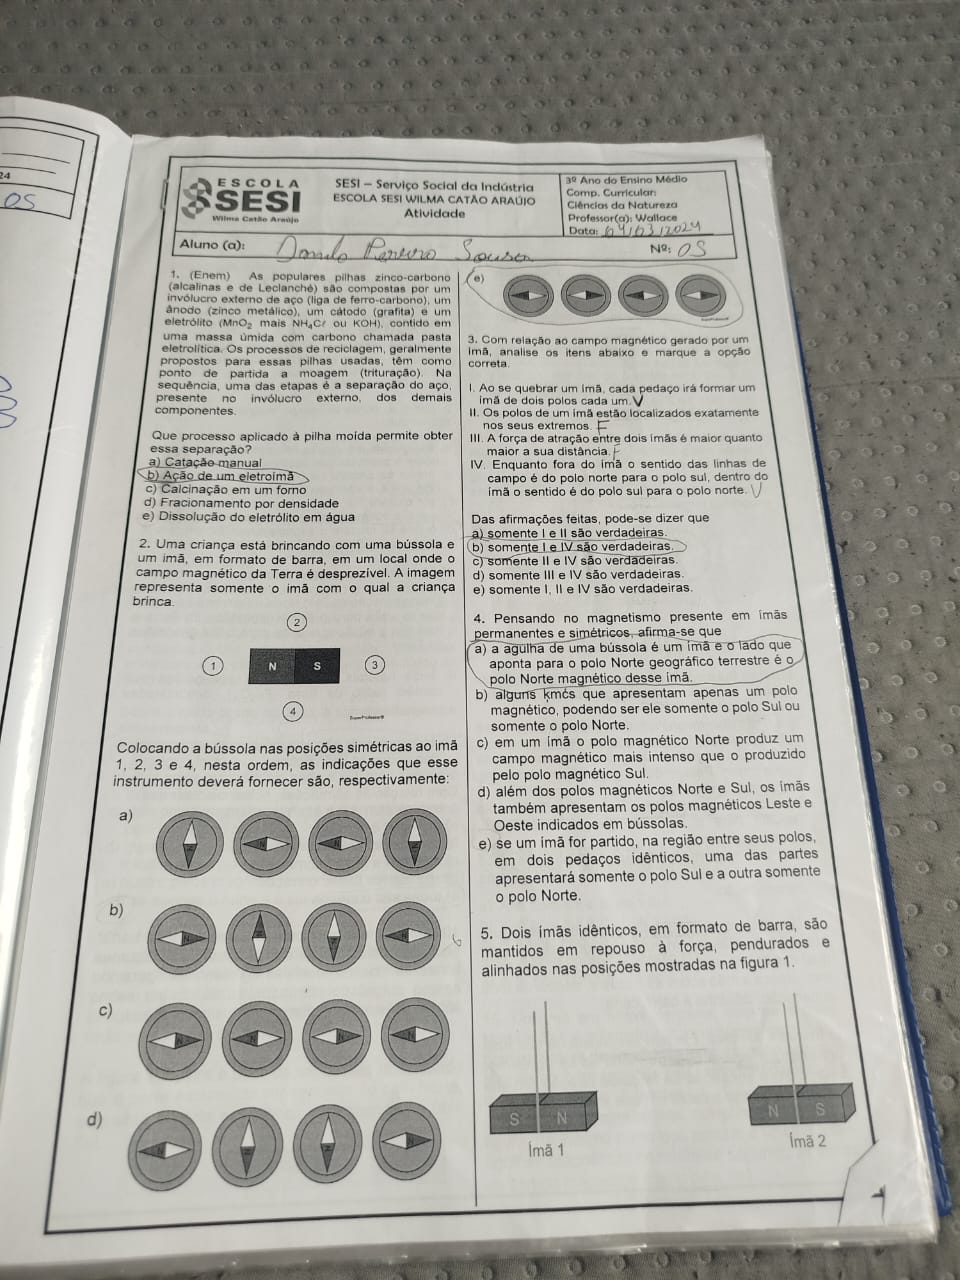 24
OS
ESCOLA
SESI
Wilma Catão Araújo
SESI – Serviço Social da Indústria
ESCOLA SESI WILMA CATÃO ARAÚJO
Atividade
3º Ano do Ensino Médio
Comp. Curricular:
Ciências da Natureza
Professor(a): Wallace
Data: 04/03/2024
Aluno (a): Danilo Pereira Sousa
Nº: 05
1. (Enem) As populares pilhas zinco-carbono
(alcalinas e de Leclanché) são compostas por um
invólucro externo de aço (liga de ferro-carbono), um
ânodo (zinco metálico), um cátodo (grafita) e um
eletrólito (MnO2 mais NH4Cℓ ou KOH), contido em
uma massa úmida com carbono chamada pasta
eletrolítica. Os processos de reciclagem, geralmente
propostos para essas pilhas usadas, têm como
ponto de partida a moagem (trituração). Na
sequência, uma das etapas é a separação do aço,
presente no invólucro externo, dos demais
componentes.
Que processo aplicado à pilha moída permite obter
essa separação?
a) Catação manual
b) Ação de um eletroímã
c) Calcinação em um forno
d) Fracionamento por densidade
e) Dissolução do eletrólito em água
2. Uma criança está brincando com uma bússola e
um imã, em formato de barra, em um local onde o
campo magnético da Terra é desprezível. A imagem
representa somente o imã com o qual a criança
brinca.
2
1
N S
3
4
SuperProfessor®
Colocando a bússola nas posições simétricas ao imã
1, 2, 3 e 4, nesta ordem, as indicações que esse
instrumento deverá fornecer são, respectivamente:
a)
N N N N
b)
N N N N
c)
N N N N
d)
N N N N
e)
SuperProfessor®
3. Com relação ao campo magnético gerado por um
ímã, analise os itens abaixo e marque a opção
correta.
I. Ao se quebrar um ímã, cada pedaço irá formar um
ímã de dois polos cada um. V
II. Os polos de um ímã estão localizados exatamente
nos seus extremos. F
III. A força de atração entre dois ímãs é maior quanto
maior a sua distância. F
IV. Enquanto fora do ímã o sentido das linhas de
campo é do polo norte para o polo sul, dentro do
ímã o sentido é do polo sul para o polo norte. V
Das afirmações feitas, pode-se dizer que
a) somente I e II são verdadeiras.
b) somente I e IV são verdadeiras.
c) somente II e IV são verdadeiras.
d) somente III e IV são verdadeiras.
e) somente I, II e IV são verdadeiras.
4. Pensando no magnetismo presente em ímãs
permanentes e simétricos, afirma-se que
a) a agulha de uma bússola é um ímã e o lado que
aponta para o polo Norte geográfico terrestre é o
polo Norte magnético desse ímã.
b) alguns que apresentam apenas um polo
magnético, podendo ser ele somente o polo Sul ou
somente o polo Norte.
c) em um ímã o polo magnético Norte produz um
campo magnético mais intenso que o produzido
pelo polo magnético Sul.
d) além dos polos magnéticos Norte e Sul, os ímãs
também apresentam os polos magnéticos Leste e
Oeste indicados em bússolas.
e) se um ímã for partido, na região entre seus polos,
em dois pedaços idênticos, uma das partes
apresentará somente o polo Sul e a outra somente
o polo Norte.
5. Dois ímãs idênticos, em formato de barra, são
mantidos em repouso à força, pendurados e
alinhados nas posições mostradas na figura 1.
S N
N S
Ímã 1
Ímã 2
1